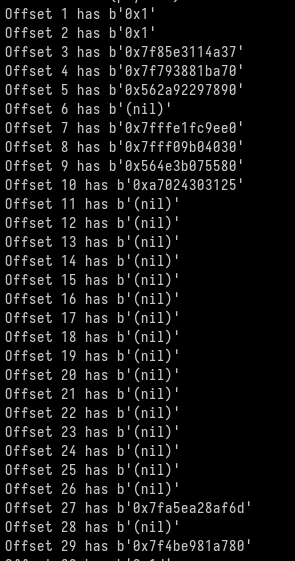 Offset 1 has b'0x1'
Offset 2 has b'0x1'
Offset 3 has b'0x7f85e3114a37'
Offset 4 has b'0x7f793881ba70'
Offset 5 has b'0x562a92297890'
Offset 6 has b'(nil)'
Offset 7 has b'0x7fffe1fc9ee0'
Offset 8 has b'0x7fff09b04030'
Offset 9 has b'0x564e3b075580'
Offset 10 has b'0xa7024303125'
Offset 11 has b'(nil)'
Offset 12 has b'(nil)'
Offset 13 has b'(nil)'
Offset 14 has b'(nil)'
Offset 15 has b'(nil)'
Offset 16 has b'(nil)'
Offset 17 has b'(nil)'
Offset 18 has b'(nil)'
Offset 19 has b'(nil)'
Offset 20 has b'(nil)'
Offset 21 has b'(nil)'
Offset 22 has b'(nil)'
Offset 23 has b'(nil)'
Offset 24 has b'(nil)'
Offset 25 has b'(nil)'
Offset 26 has b'(nil)'
Offset 27 has b'0x7fa5ea28af6d'
Offset 28 has b'(nil)'
Offset 29 has b'0x7f4be981a780'